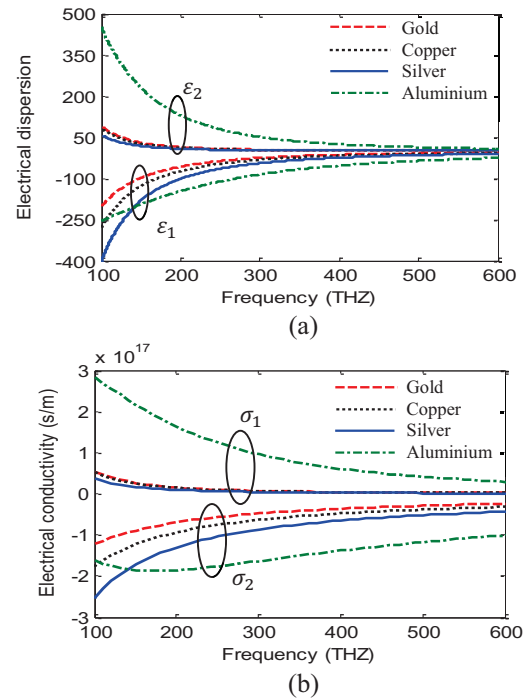 500
350
200
50
-100
-250
-400
Electrical dispersion
Gold
Copper
Silver
Aluminium
ε2
ε1
100 200 300 400 500 600
Frequency (THZ)
(a)
x 10^17
3
2
1
0
-1
-2
-3
Electrical conductivity (s/m)
Gold
Copper
Silver
Aluminium
σ1
σ2
100 200 300 400 500 600
Frequency (THZ)
(b)